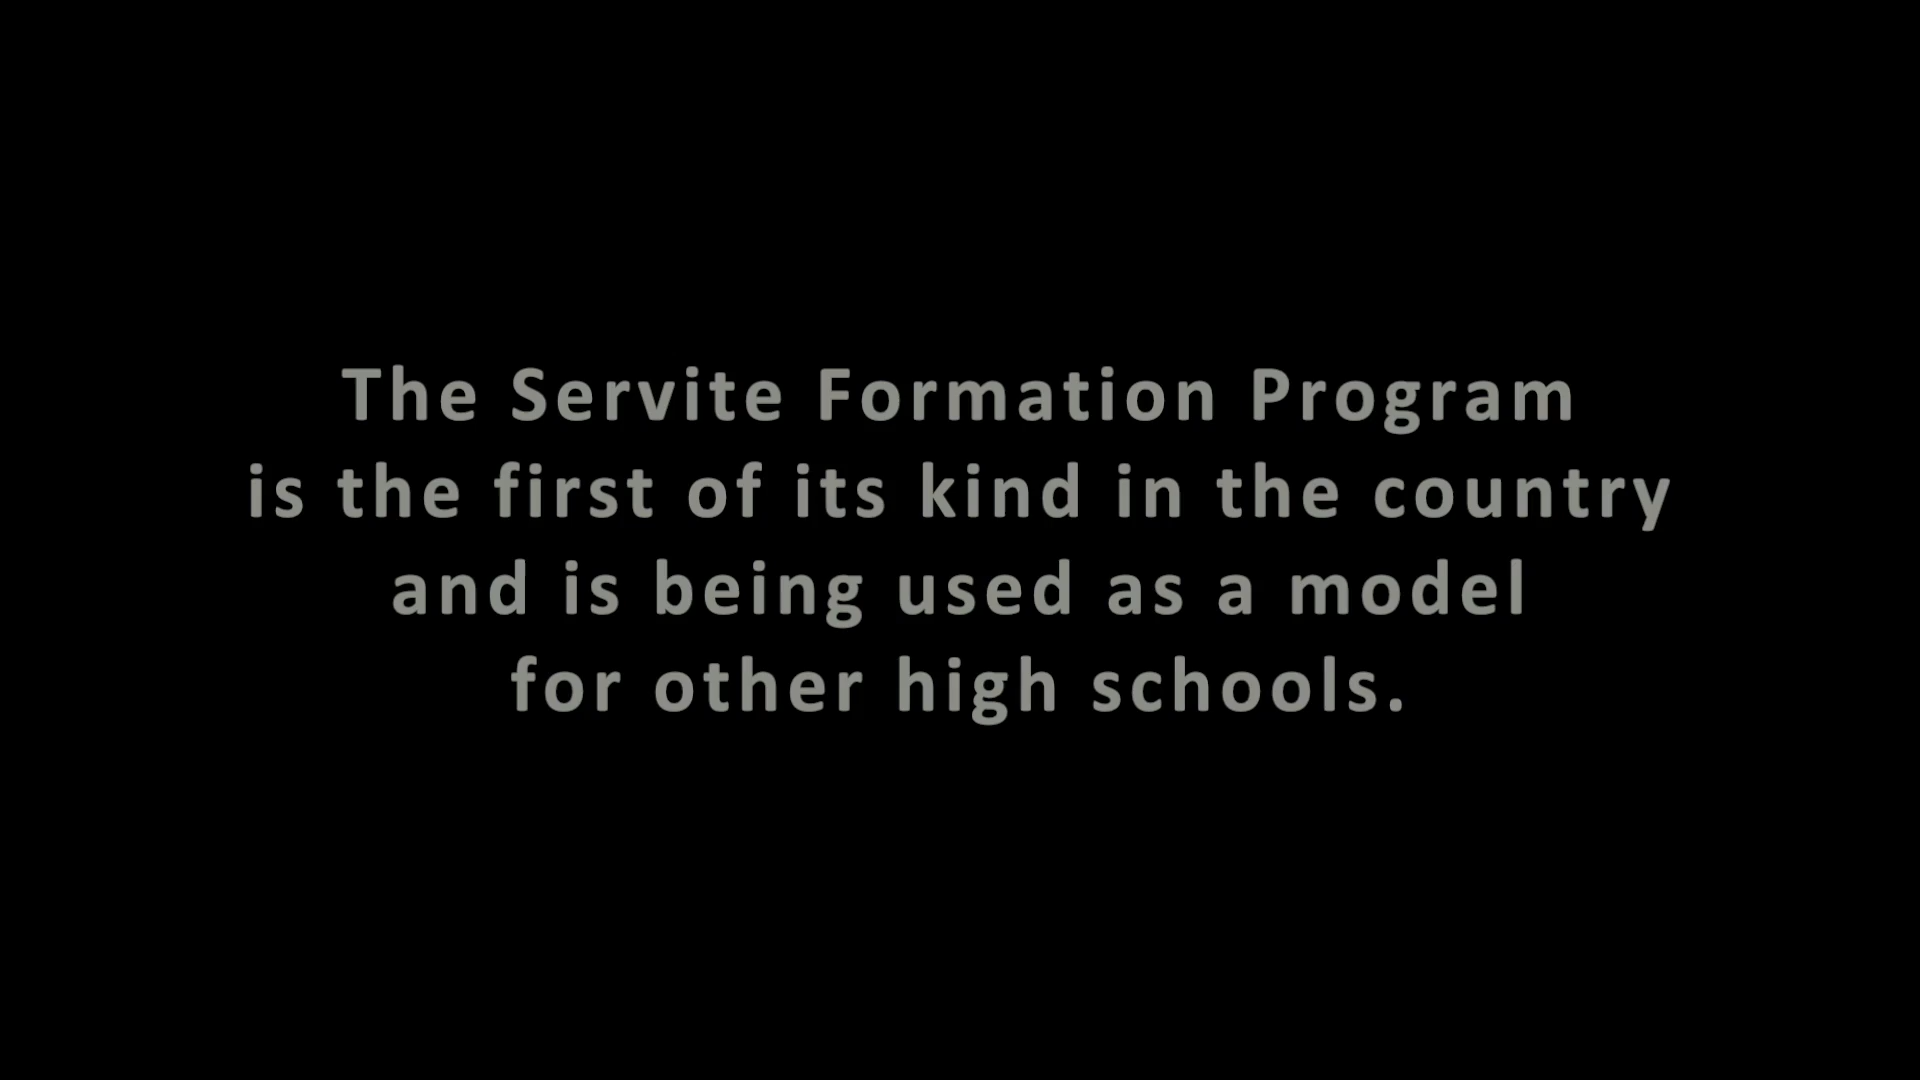 The Servite Formation Program
is the first of its kind in the country
and is being used as a model
for other high schools.